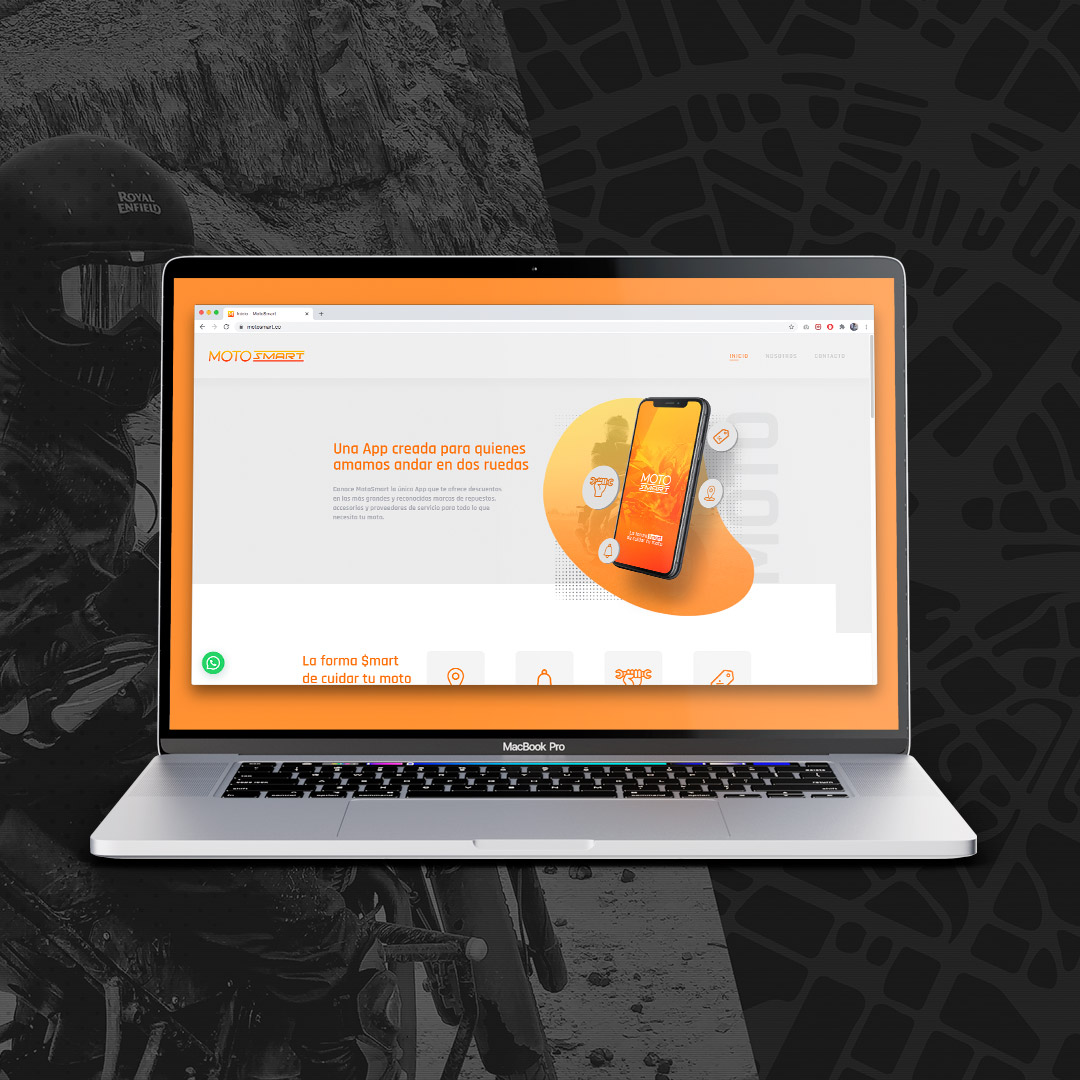 ROYAL
ENFIELD
Inicio - MotoSmart
motosmart.co
MOTO SMART
INICIO NOSOTROS CONTACTO
Una App creada para quienes
amamos andar en dos ruedas
Conoce MotoSmart la única App que te ofrece descuentos
en las más grandes y reconocidas marcas de repuestos,
accesorios y proveedores de servicio para todo lo que
necesita tu moto.
MOTO
MOTO
SMART
La forma $mart
de cuidar tu moto
La forma $mart
de cuidar tu moto
MacBook Pro